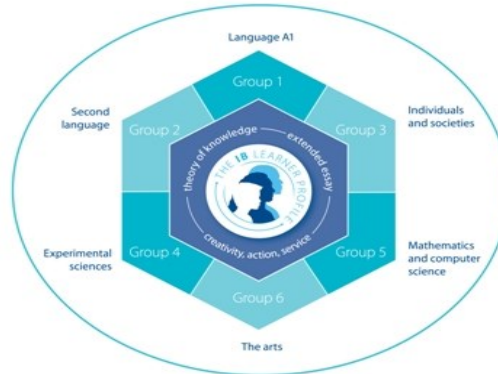 Language A1
Group 1
Second
language
Group 2
Group 3
Individuals
and societies
theory of knowledge
extended essay
THE IB LEARNER PROFILE
creativity, action, service
Experimental
sciences
Group 4
Group 5
Mathematics
and computer
science
Group 6
The arts